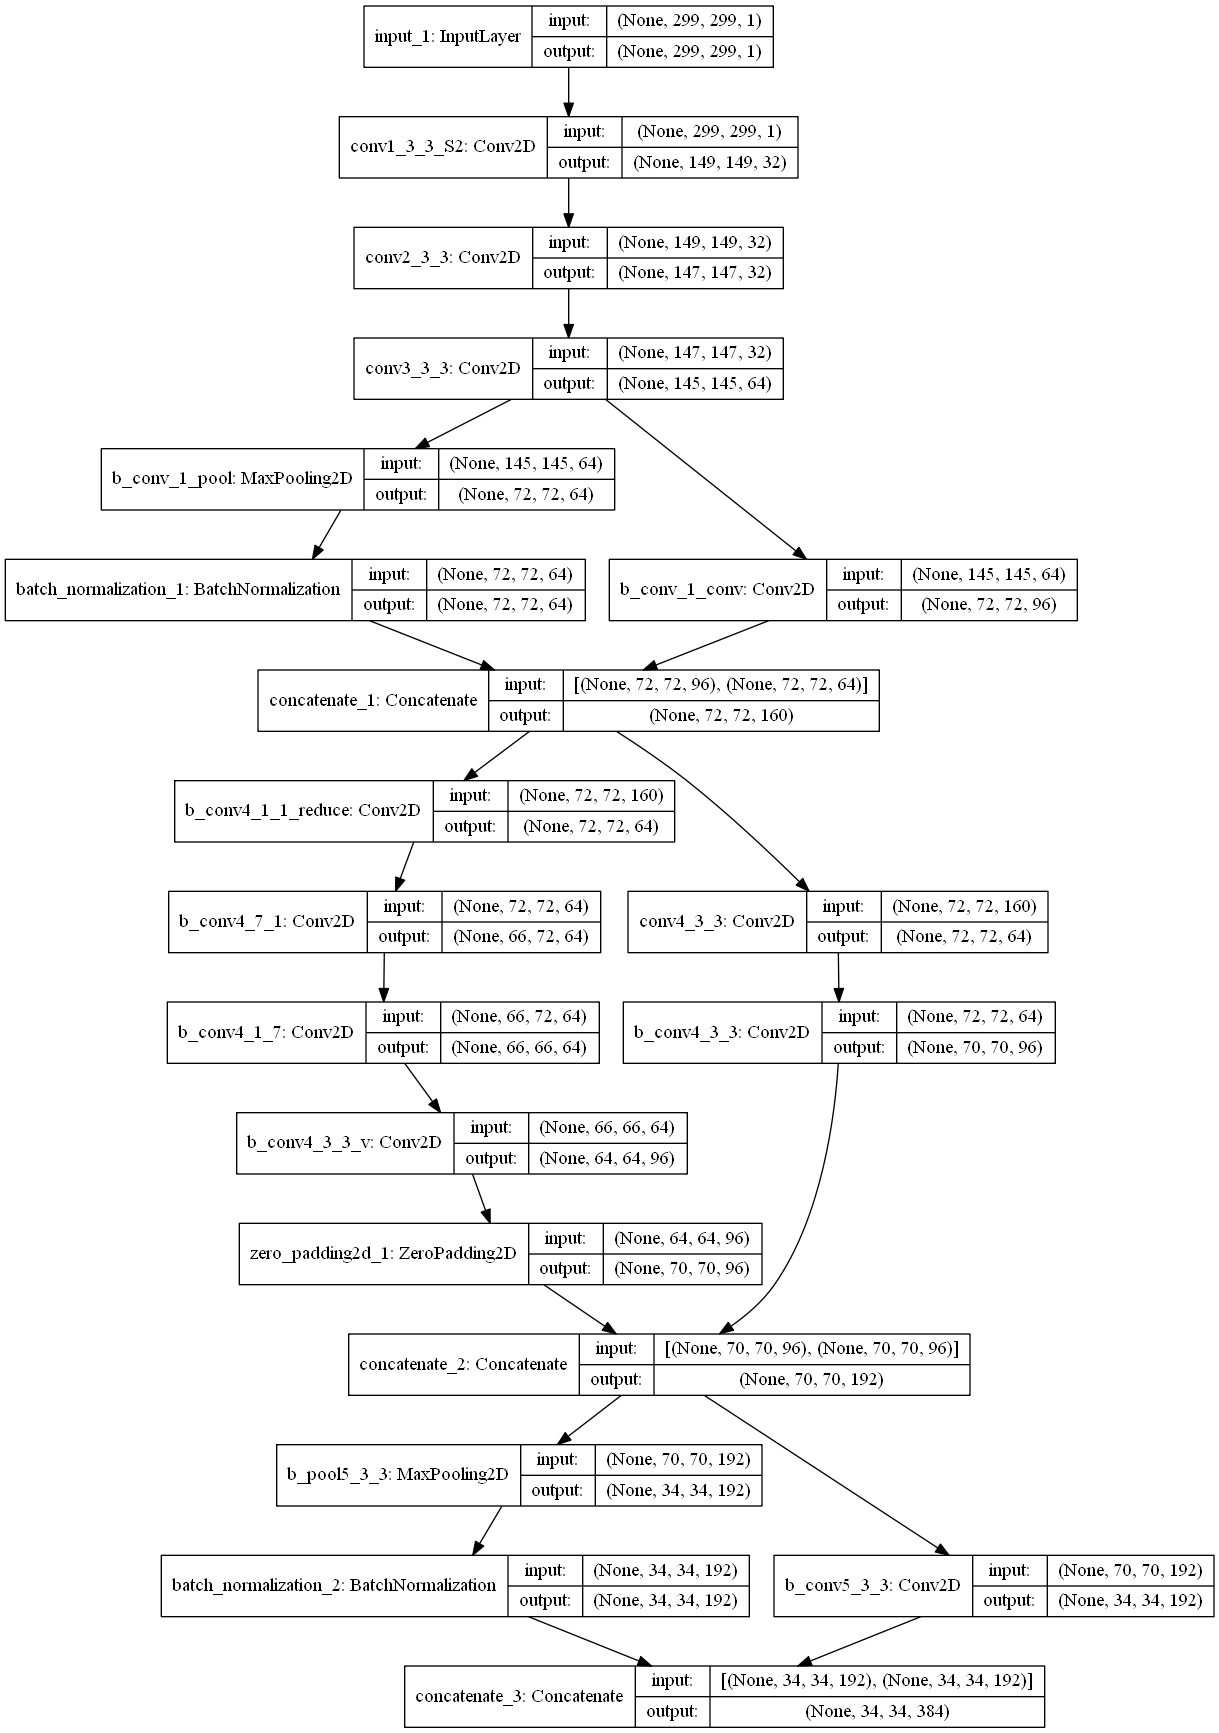 input_1: InputLayer
input: (None, 299, 299, 1)
output: (None, 299, 299, 1)
conv1_3_3_S2: Conv2D
input: (None, 299, 299, 1)
output: (None, 149, 149, 32)
conv2_3_3: Conv2D
input: (None, 149, 149, 32)
output: (None, 147, 147, 32)
conv3_3_3: Conv2D
input: (None, 147, 147, 32)
output: (None, 145, 145, 64)
b_conv_1_pool: MaxPooling2D
input: (None, 145, 145, 64)
output: (None, 72, 72, 64)
batch_normalization_1: BatchNormalization
input: (None, 72, 72, 64)
output: (None, 72, 72, 64)
b_conv_1_conv: Conv2D
input: (None, 145, 145, 64)
output: (None, 72, 72, 96)
concatenate_1: Concatenate
input: [(None, 72, 72, 96), (None, 72, 72, 64)]
output: (None, 72, 72, 160)
b_conv4_1_1_reduce: Conv2D
input: (None, 72, 72, 160)
output: (None, 72, 72, 64)
b_conv4_7_1: Conv2D
input: (None, 72, 72, 64)
output: (None, 66, 72, 64)
conv4_3_3: Conv2D
input: (None, 72, 72, 160)
output: (None, 72, 72, 64)
b_conv4_1_7: Conv2D
input: (None, 66, 72, 64)
output: (None, 66, 66, 64)
b_conv4_3_3: Conv2D
input: (None, 72, 72, 64)
output: (None, 70, 70, 96)
b_conv4_3_3_v: Conv2D
input: (None, 66, 66, 64)
output: (None, 64, 64, 96)
zero_padding2d_1: ZeroPadding2D
input: (None, 64, 64, 96)
output: (None, 70, 70, 96)
concatenate_2: Concatenate
input: [(None, 70, 70, 96), (None, 70, 70, 96)]
output: (None, 70, 70, 192)
b_pool5_3_3: MaxPooling2D
input: (None, 70, 70, 192)
output: (None, 34, 34, 192)
batch_normalization_2: BatchNormalization
input: (None, 34, 34, 192)
output: (None, 34, 34, 192)
b_conv5_3_3: Conv2D
input: (None, 70, 70, 192)
output: (None, 34, 34, 192)
concatenate_3: Concatenate
input: [(None, 34, 34, 192), (None, 34, 34, 192)]
output: (None, 34, 34, 384)